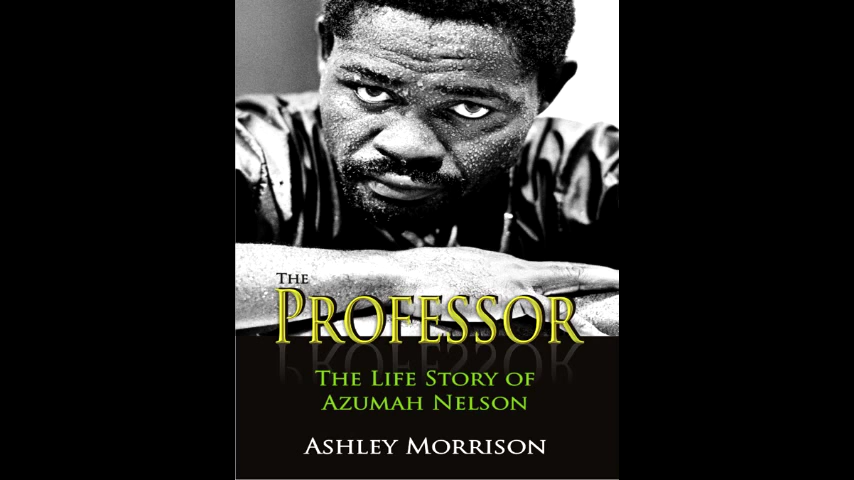 THE
PROFESSOR
THE LIFE STORY OF
AZUMAH NELSON
ASHLEY MORRISON